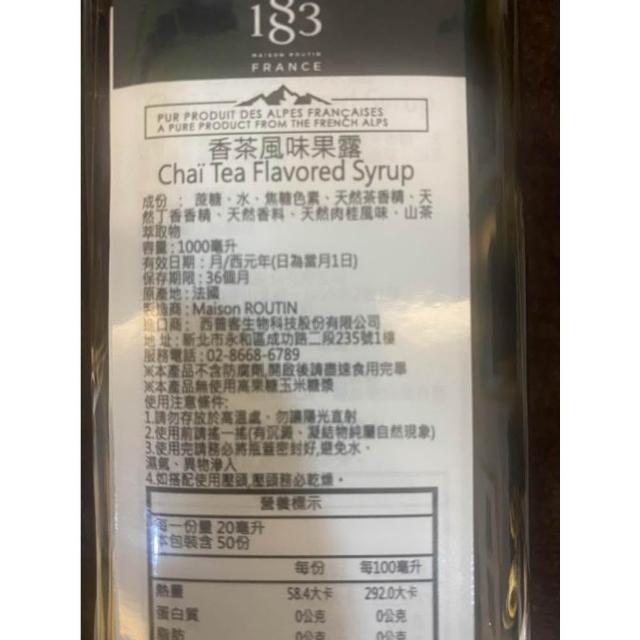 1883
MAISON ROUTIN
FRANCE
PUR PRODUIT DES ALPES FRANÇAISES
A PURE PRODUCT FROM THE FRENCH ALPS
香茶風味果露
Chaï Tea Flavored Syrup
成份：蔗糖、水、焦糖色素、天然茶香精、天
然丁香香精、天然香料、天然肉桂風味、山茶
萃取物
容量:1000毫升
有效日期：月/西元年(日為當月1日)
保存期限:36個月
原產地:法國
製造商：Maison ROUTIN
進口商：西薈客生物科技股份有限公司
地 址:新北市永和區成功路二段235號1樓
服務電話:02-8668-6789
※本產品不含防腐劑,開啟後請盡速食用完畢
※本產品無使用高果糖玉米糖漿
使用注意條件:
1.請勿存放於高溫處、勿讓陽光直射
2.使用前請搖一搖(有沉澱、凝結物純屬自然現象)
3.使用完請務必將瓶蓋密封好,避免水、
濕氣、異物滲入
4.如搭配使用壓頭,壓頭務必乾燥。
營養標示
每一份量 20毫升
本包裝含 50份
每份 每100毫升
熱量 58.4大卡 292.0大卡
蛋白質 0公克 0公克
脂肪 0公克 0公克